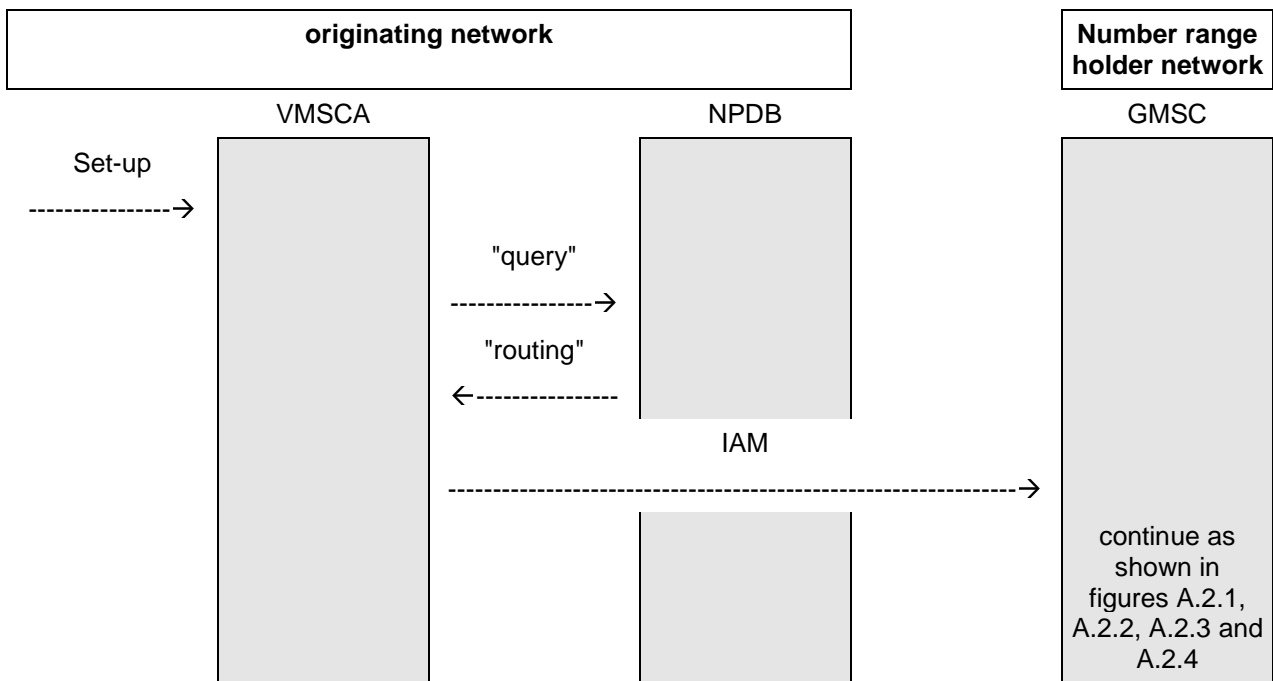 originating network
Number range
holder network
VMSCA
NPDB
GMSC
Set-up
"query"
"routing"
IAM
continue as
shown in
figures A.2.1,
A.2.2, A.2.3 and
A.2.4